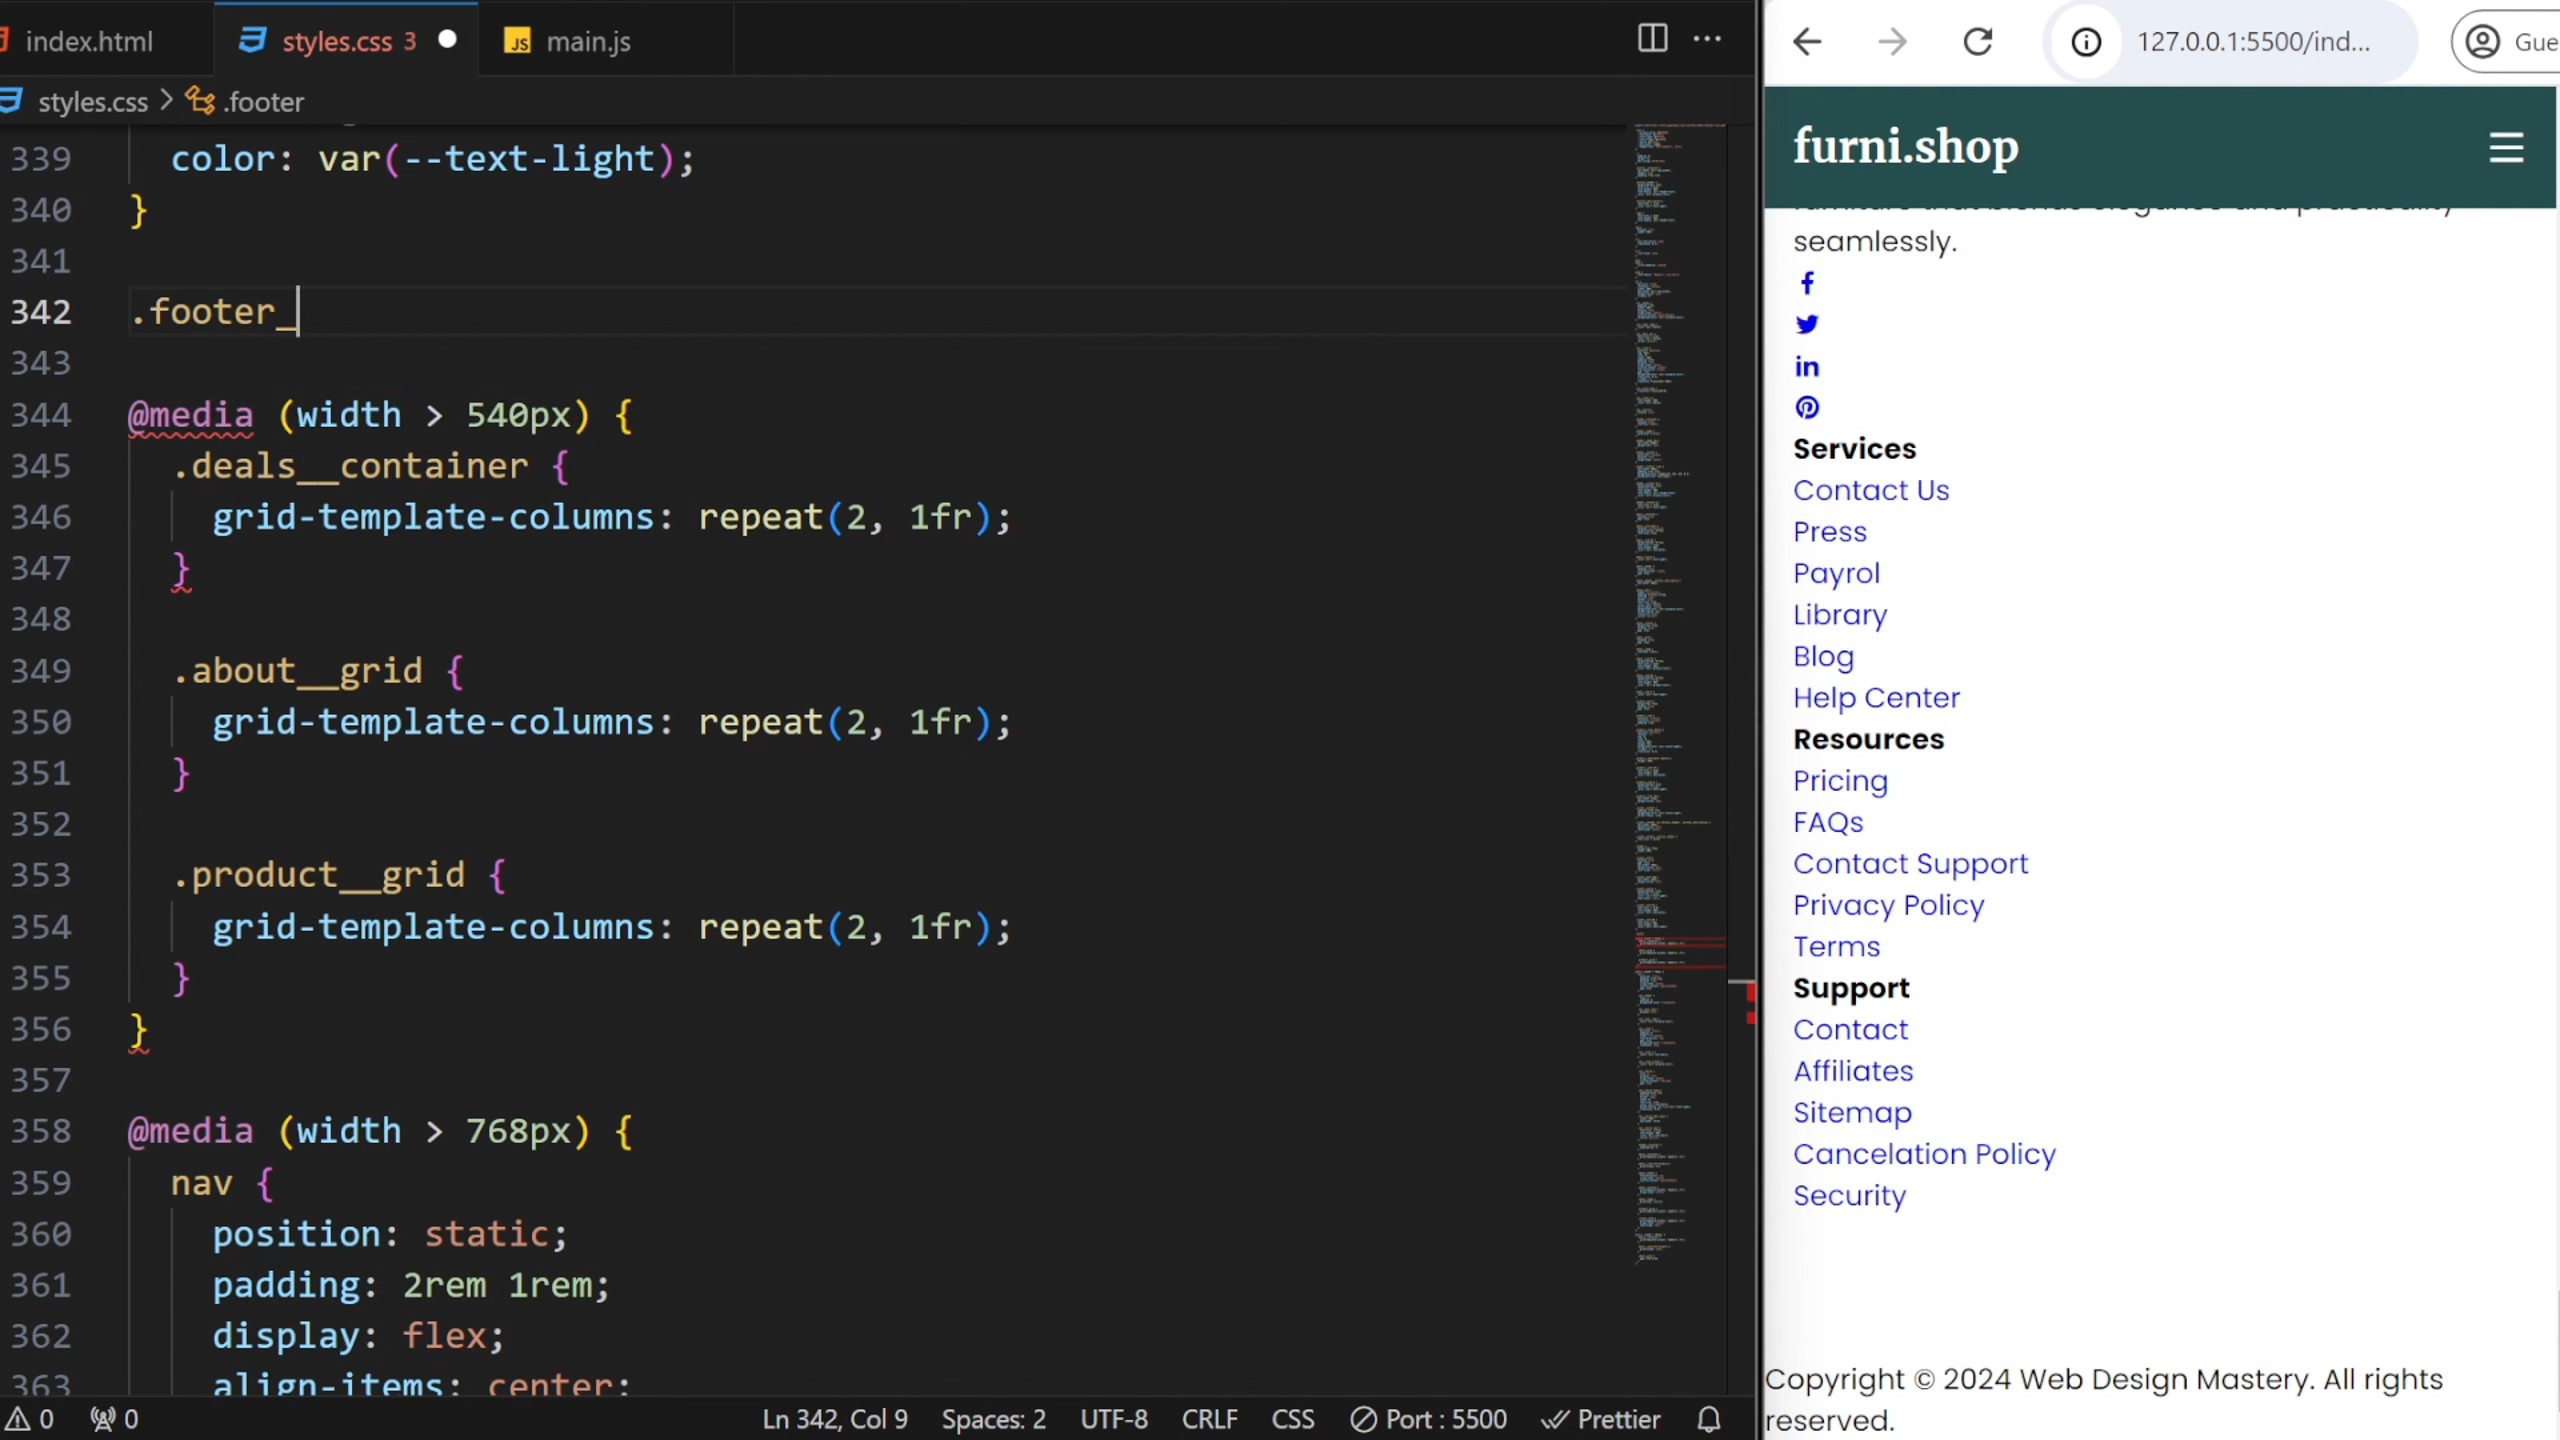 index.html
styles.css 3
main.js
styles.css > .footer
339 color: var(--text-light);
340 }
341
342 .footer_
343
344 @media (width > 540px) {
345 .deals__container {
346 grid-template-columns: repeat(2, 1fr);
347 }
348
349 .about__grid {
350 grid-template-columns: repeat(2, 1fr);
351 }
352
353 .product__grid {
354 grid-template-columns: repeat(2, 1fr);
355 }
356 }
357
358 @media (width > 768px) {
359 nav {
360 position: static;
361 padding: 2rem 1rem;
362 display: flex;
363 align-items: center;
0
0
Ln 342, Col 9
Spaces: 2
UTF-8
CRLF
CSS
Port : 5500
Prettier
127.0.0.1:5500/ind...
Gue
furni.shop
seamlessly.
Services
Contact Us
Press
Payrol
Library
Blog
Help Center
Resources
Pricing
FAQs
Contact Support
Privacy Policy
Terms
Support
Contact
Affiliates
Sitemap
Cancelation Policy
Security
Copyright © 2024 Web Design Mastery. All rights
reserved.